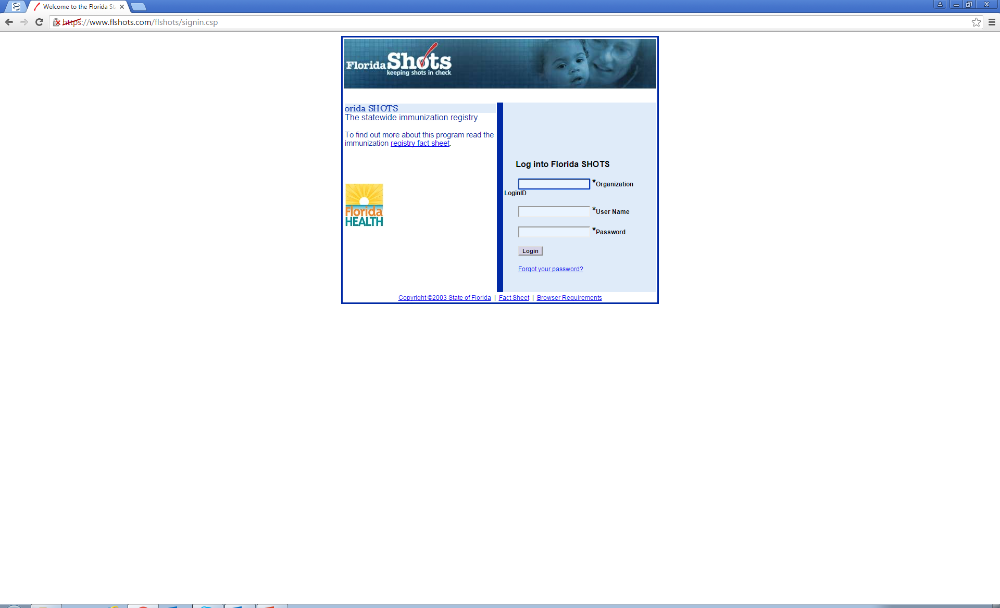 Welcome to the Florida St
https://www.flshots.com/flshots/signin.csp
Florida Shots
keeping shots in check
orida SHOTS
The statewide immunization registry.
To find out more about this program read the
immunization registry fact sheet.
Florida
HEALTH
Log into Florida SHOTS
*Organization
LoginID
*User Name
*Password
Login
Forgot your password?
Copyright ©2003 State of Florida | Fact Sheet | Browser Requirements